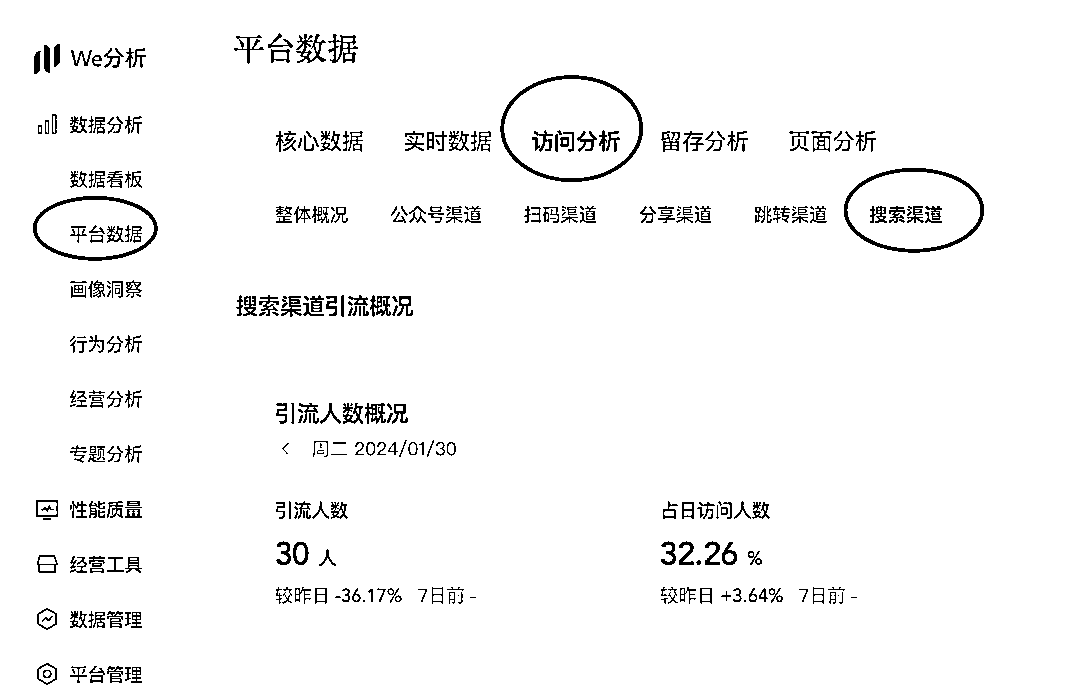 We分析
数据分析
数据看板
平台数据
画像洞察
行为分析
经营分析
专题分析
性能质量
经营工具
数据管理
平台管理
平台数据
核心数据 实时数据 访问分析 留存分析 页面分析
整体概况 公众号渠道 扫码渠道 分享渠道 跳转渠道 搜索渠道
搜索渠道引流概况
引流人数概况
< 周二 2024/01/30
引流人数 占日访问人数
30 人 32.26 %
较昨日 -36.17% 7日前 - 较昨日 +3.64% 7日前 -